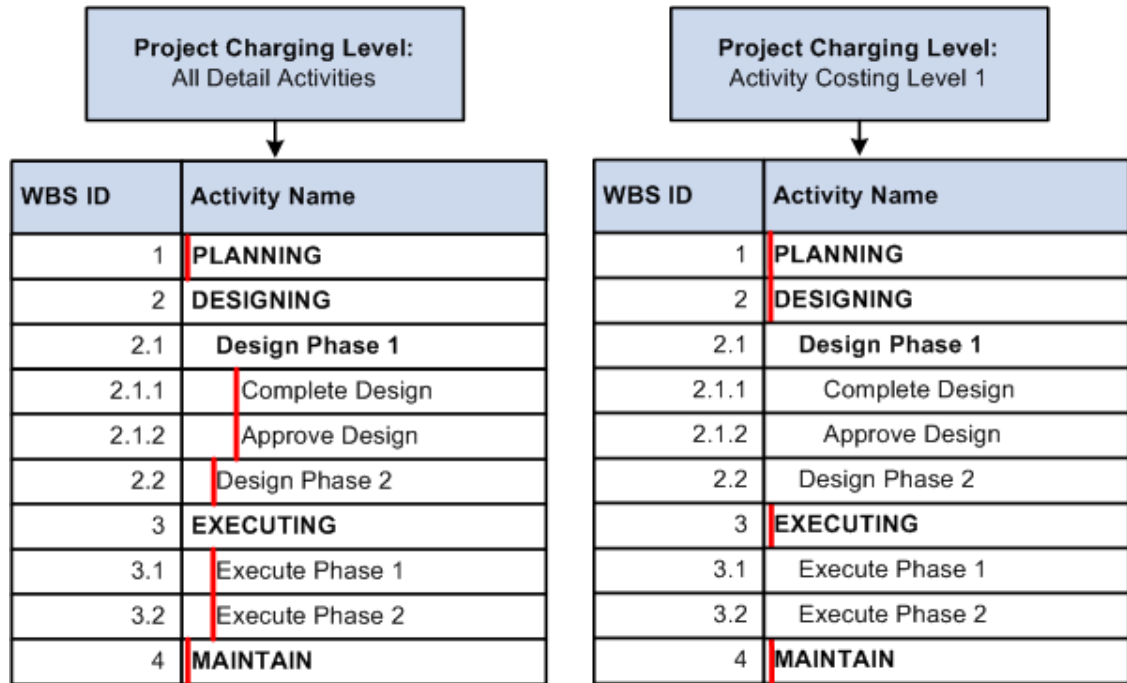 Project Charging Level:
All Detail Activities
WBS ID Activity Name
1 PLANNING
2 DESIGNING
2.1 Design Phase 1
2.1.1 Complete Design
2.1.2 Approve Design
2.2 Design Phase 2
3 EXECUTING
3.1 Execute Phase 1
3.2 Execute Phase 2
4 MAINTAIN
Project Charging Level:
Activity Costing Level 1
WBS ID Activity Name
1 PLANNING
2 DESIGNING
2.1 Design Phase 1
2.1.1 Complete Design
2.1.2 Approve Design
2.2 Design Phase 2
3 EXECUTING
3.1 Execute Phase 1
3.2 Execute Phase 2
4 MAINTAIN